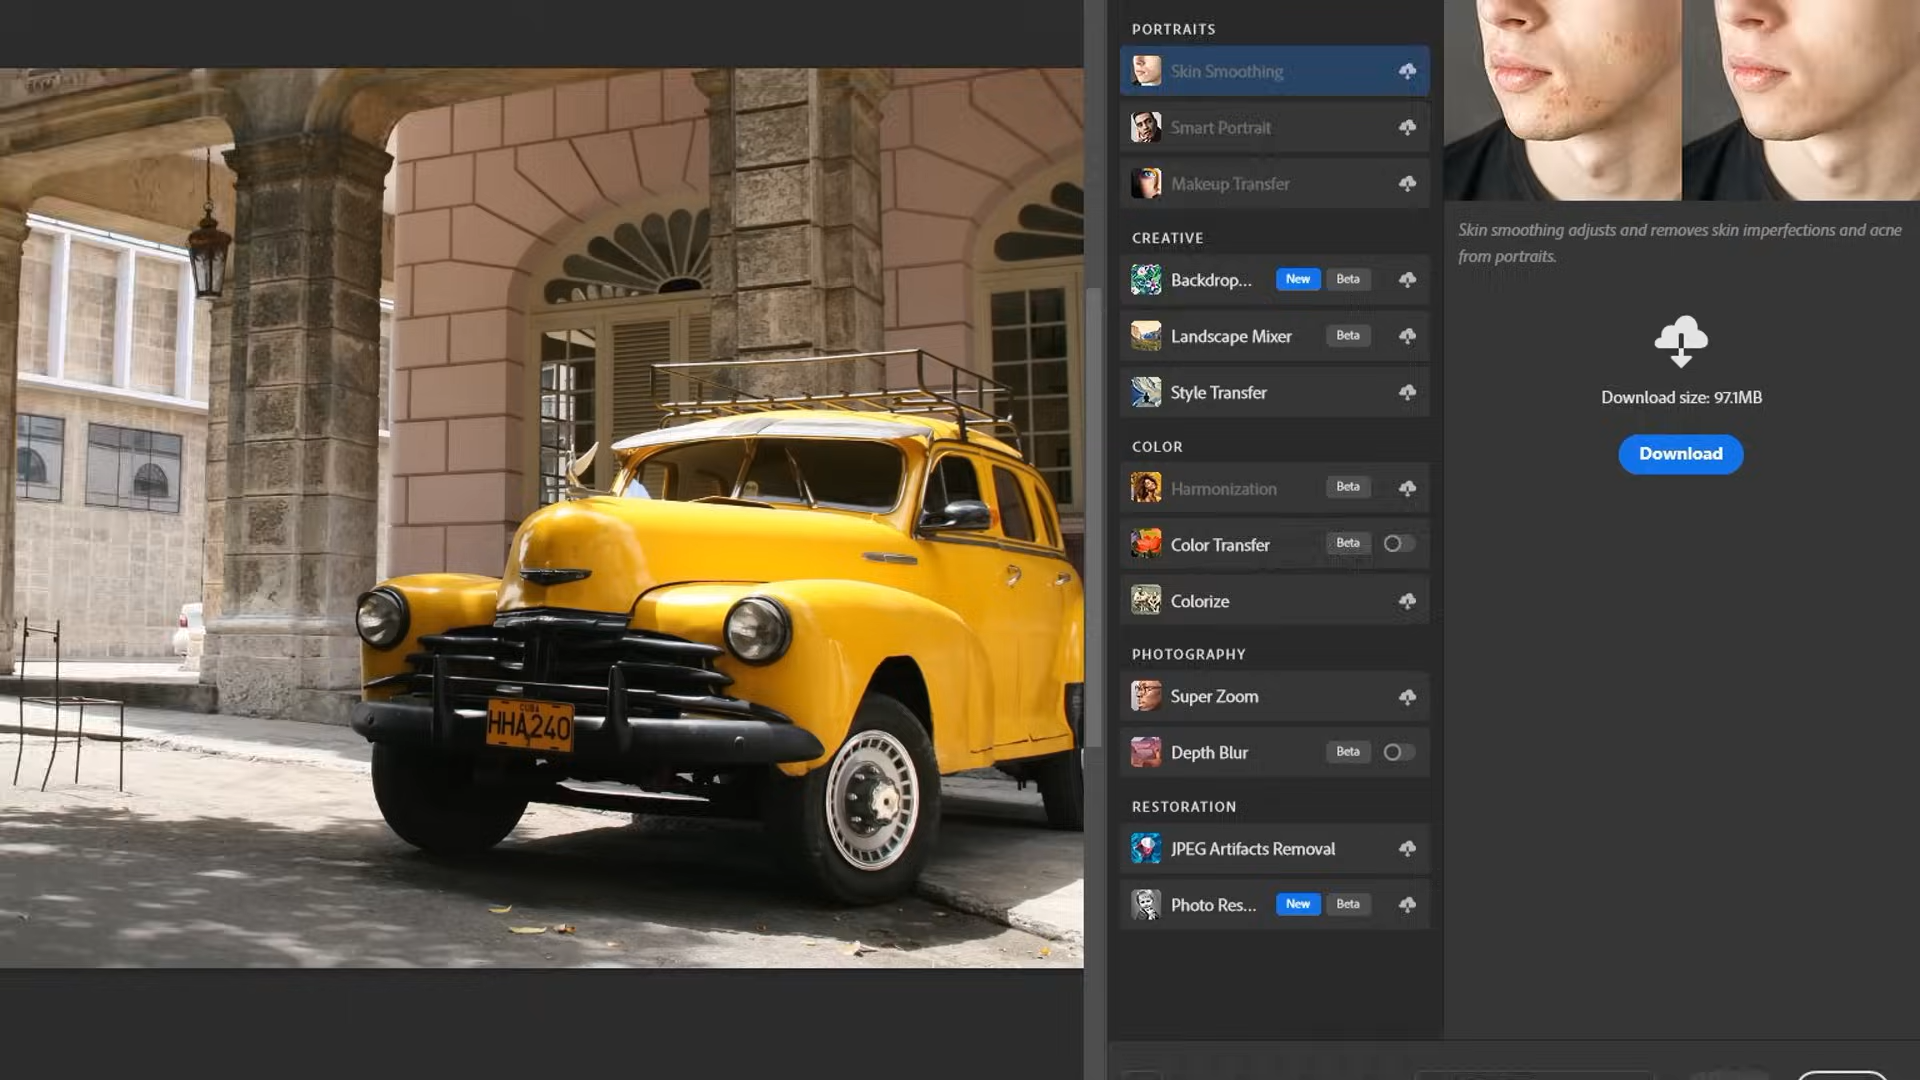 PORTRAITS
Skin Smoothing
Smart Portrait
Makeup Transfer
CREATIVE
Backdrop... New Beta
Landscape Mixer Beta
Style Transfer
COLOR
Harmonization Beta
Color Transfer Beta
Colorize
PHOTOGRAPHY
Super Zoom
Depth Blur Beta
RESTORATION
JPEG Artifacts Removal
Photo Res... New Beta
Skin smoothing adjusts and removes skin imperfections and acne
from portraits.
Download size: 97.1MB
Download
CUBA
HHA240